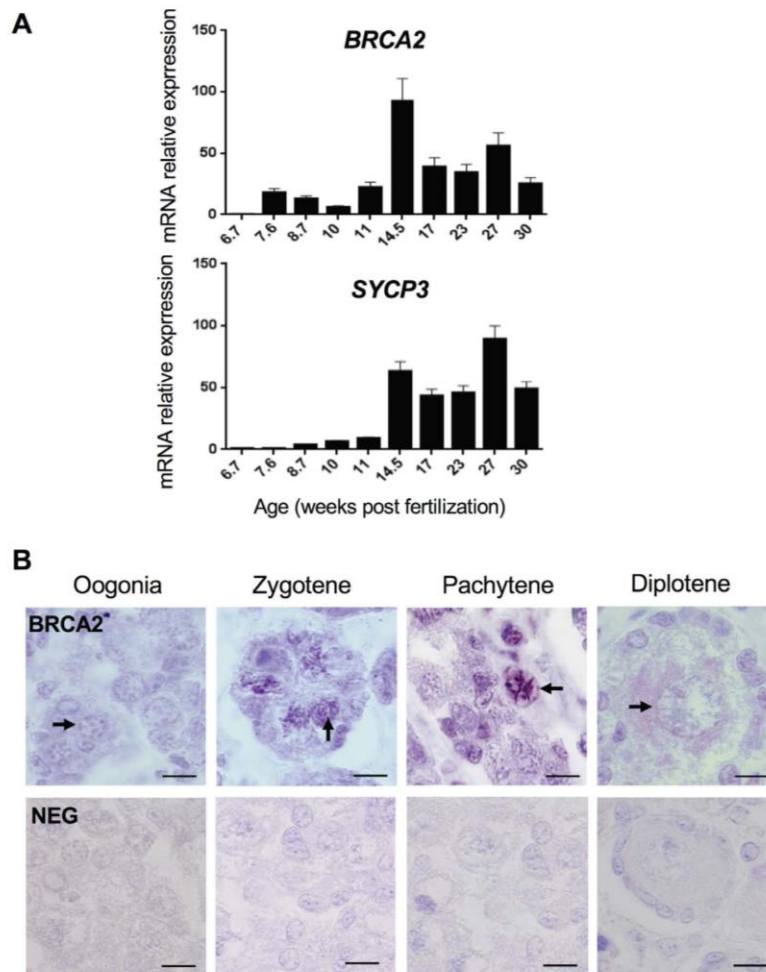 A
BRCA2
mRNA relative exprression
150
100
50
0
6.7 7.6 8.7 10 11 14.5 17 23 27 30
SYCP3
mRNA relative exprression
150
100
50
0
6.7 7.6 8.7 10 11 14.5 17 23 27 30
Age (weeks post fertilization)
B
Oogonia Zygotene Pachytene Diplotene
BRCA2
NEG